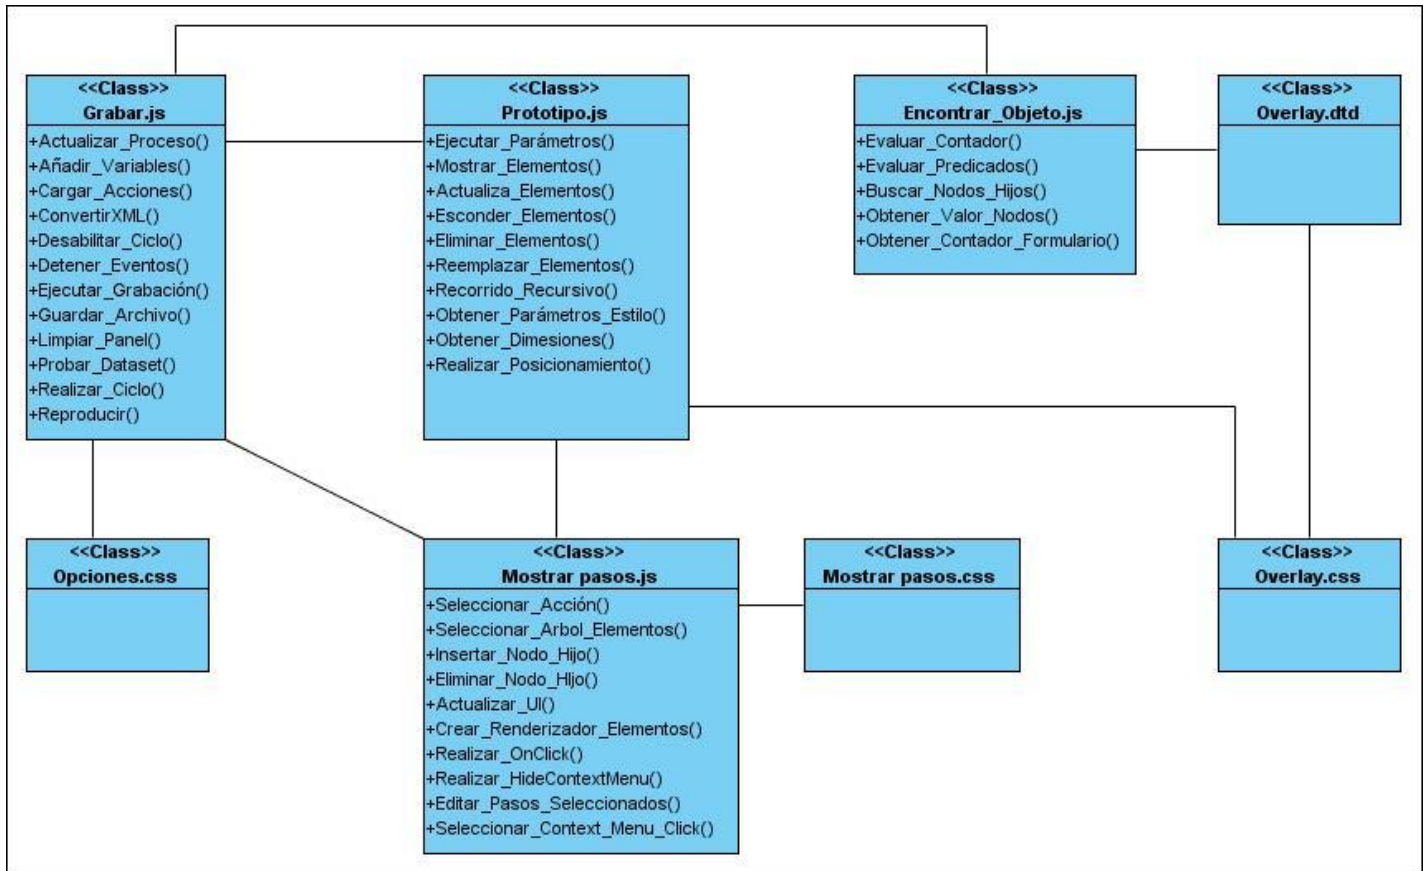 <<Class>>
Grabar.js
+Actualizar_Proceso()
+Añadir_Variables()
+Cargar_Acciones()
+ConvertirXML()
+Desabilitar_Ciclo()
+Detener_Eventos()
+Ejecutar_Grabación()
+Guardar_Archivo()
+Limpiar_Panel()
+Probar_Dataset()
+Realizar_Ciclo()
+Reproducir()
<<Class>>
Prototipo.js
+Ejecutar_Parámetros()
+Mostrar_Elementos()
+Actualiza_Elementos()
+Esconder_Elementos()
+Eliminar_Elementos()
+Reemplazar_Elementos()
+Recorrido_Recursivo()
+Obtener_Parámetros_Estilo()
+Obtener_Dimesiones()
+Realizar_Posicionamiento()
<<Class>>
Encontrar_Objeto.js
+Evaluar_Contador()
+Evaluar_Predicados()
+Buscar_Nodos_Hijos()
+Obtener_Valor_Nodos()
+Obtener_Contador_Formulario()
<<Class>>
Overlay.dtd
<<Class>>
Opciones.css
<<Class>>
Mostrar pasos.js
+Seleccionar_Acción()
+Seleccionar_Arbol_Elementos()
+Insertar_Nodo_Hijo()
+Eliminar_Nodo_HIjo()
+Actualizar_UI()
+Crear_Renderizador_Elementos()
+Realizar_OnClick()
+Realizar_HideContextMenu()
+Editar_Pasos_Seleccionados()
+Seleccionar_Context_Menu_Click()
<<Class>>
Mostrar pasos.css
<<Class>>
Overlay.css